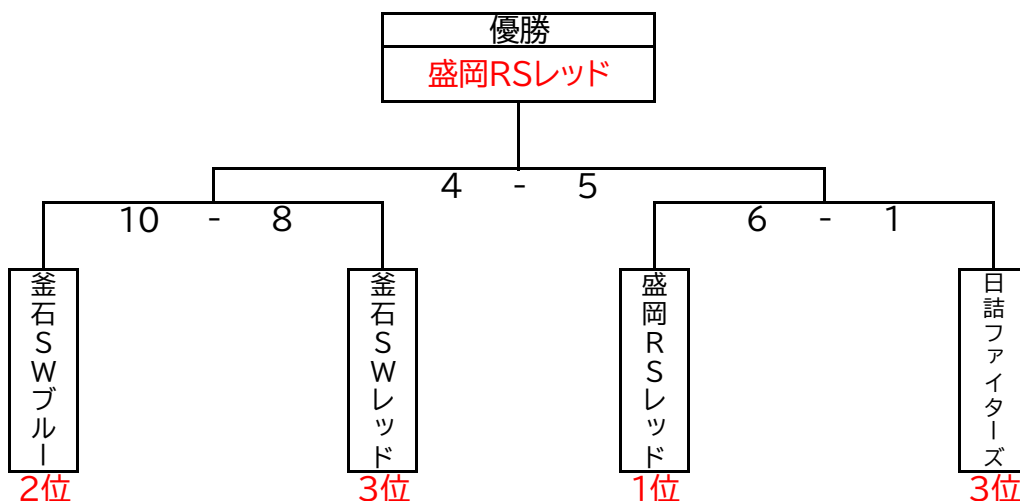 優勝
盛岡RSレッド
4 - 5
10 - 8
6 - 1
釜石SWブルー
釜石SWレッド
盛岡RSレッド
日詰ファイターズ
2位
3位
1位
3位